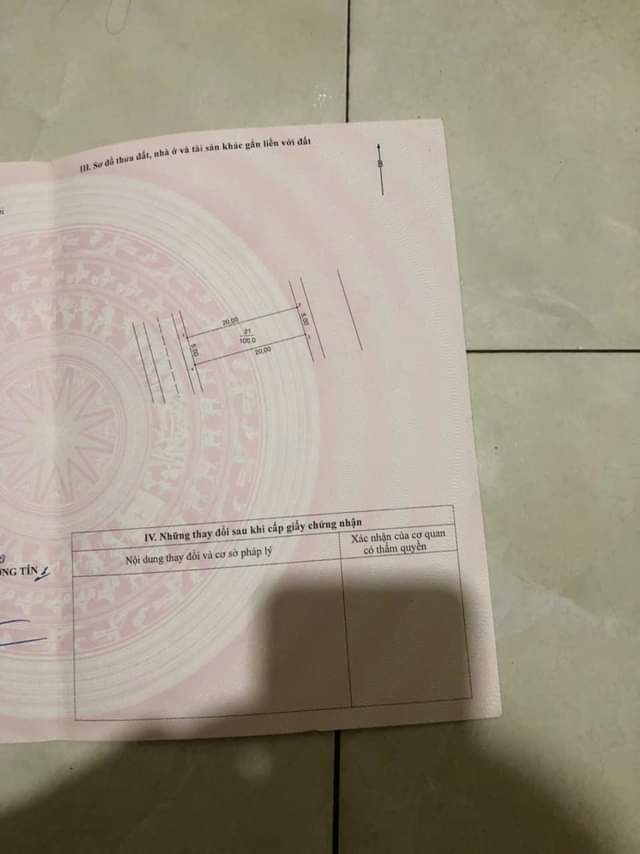 III. Sơ đồ thửa đất, nhà ở và tài sản khác gắn liền với đất
B
20,00
5,00
21
100,0
5,00
20,00
IV. Những thay đổi sau khi cấp giấy chứng nhận
Nội dung thay đổi và cơ sở pháp lý
Xác nhận của cơ quan
có thẩm quyền
NG TÍN